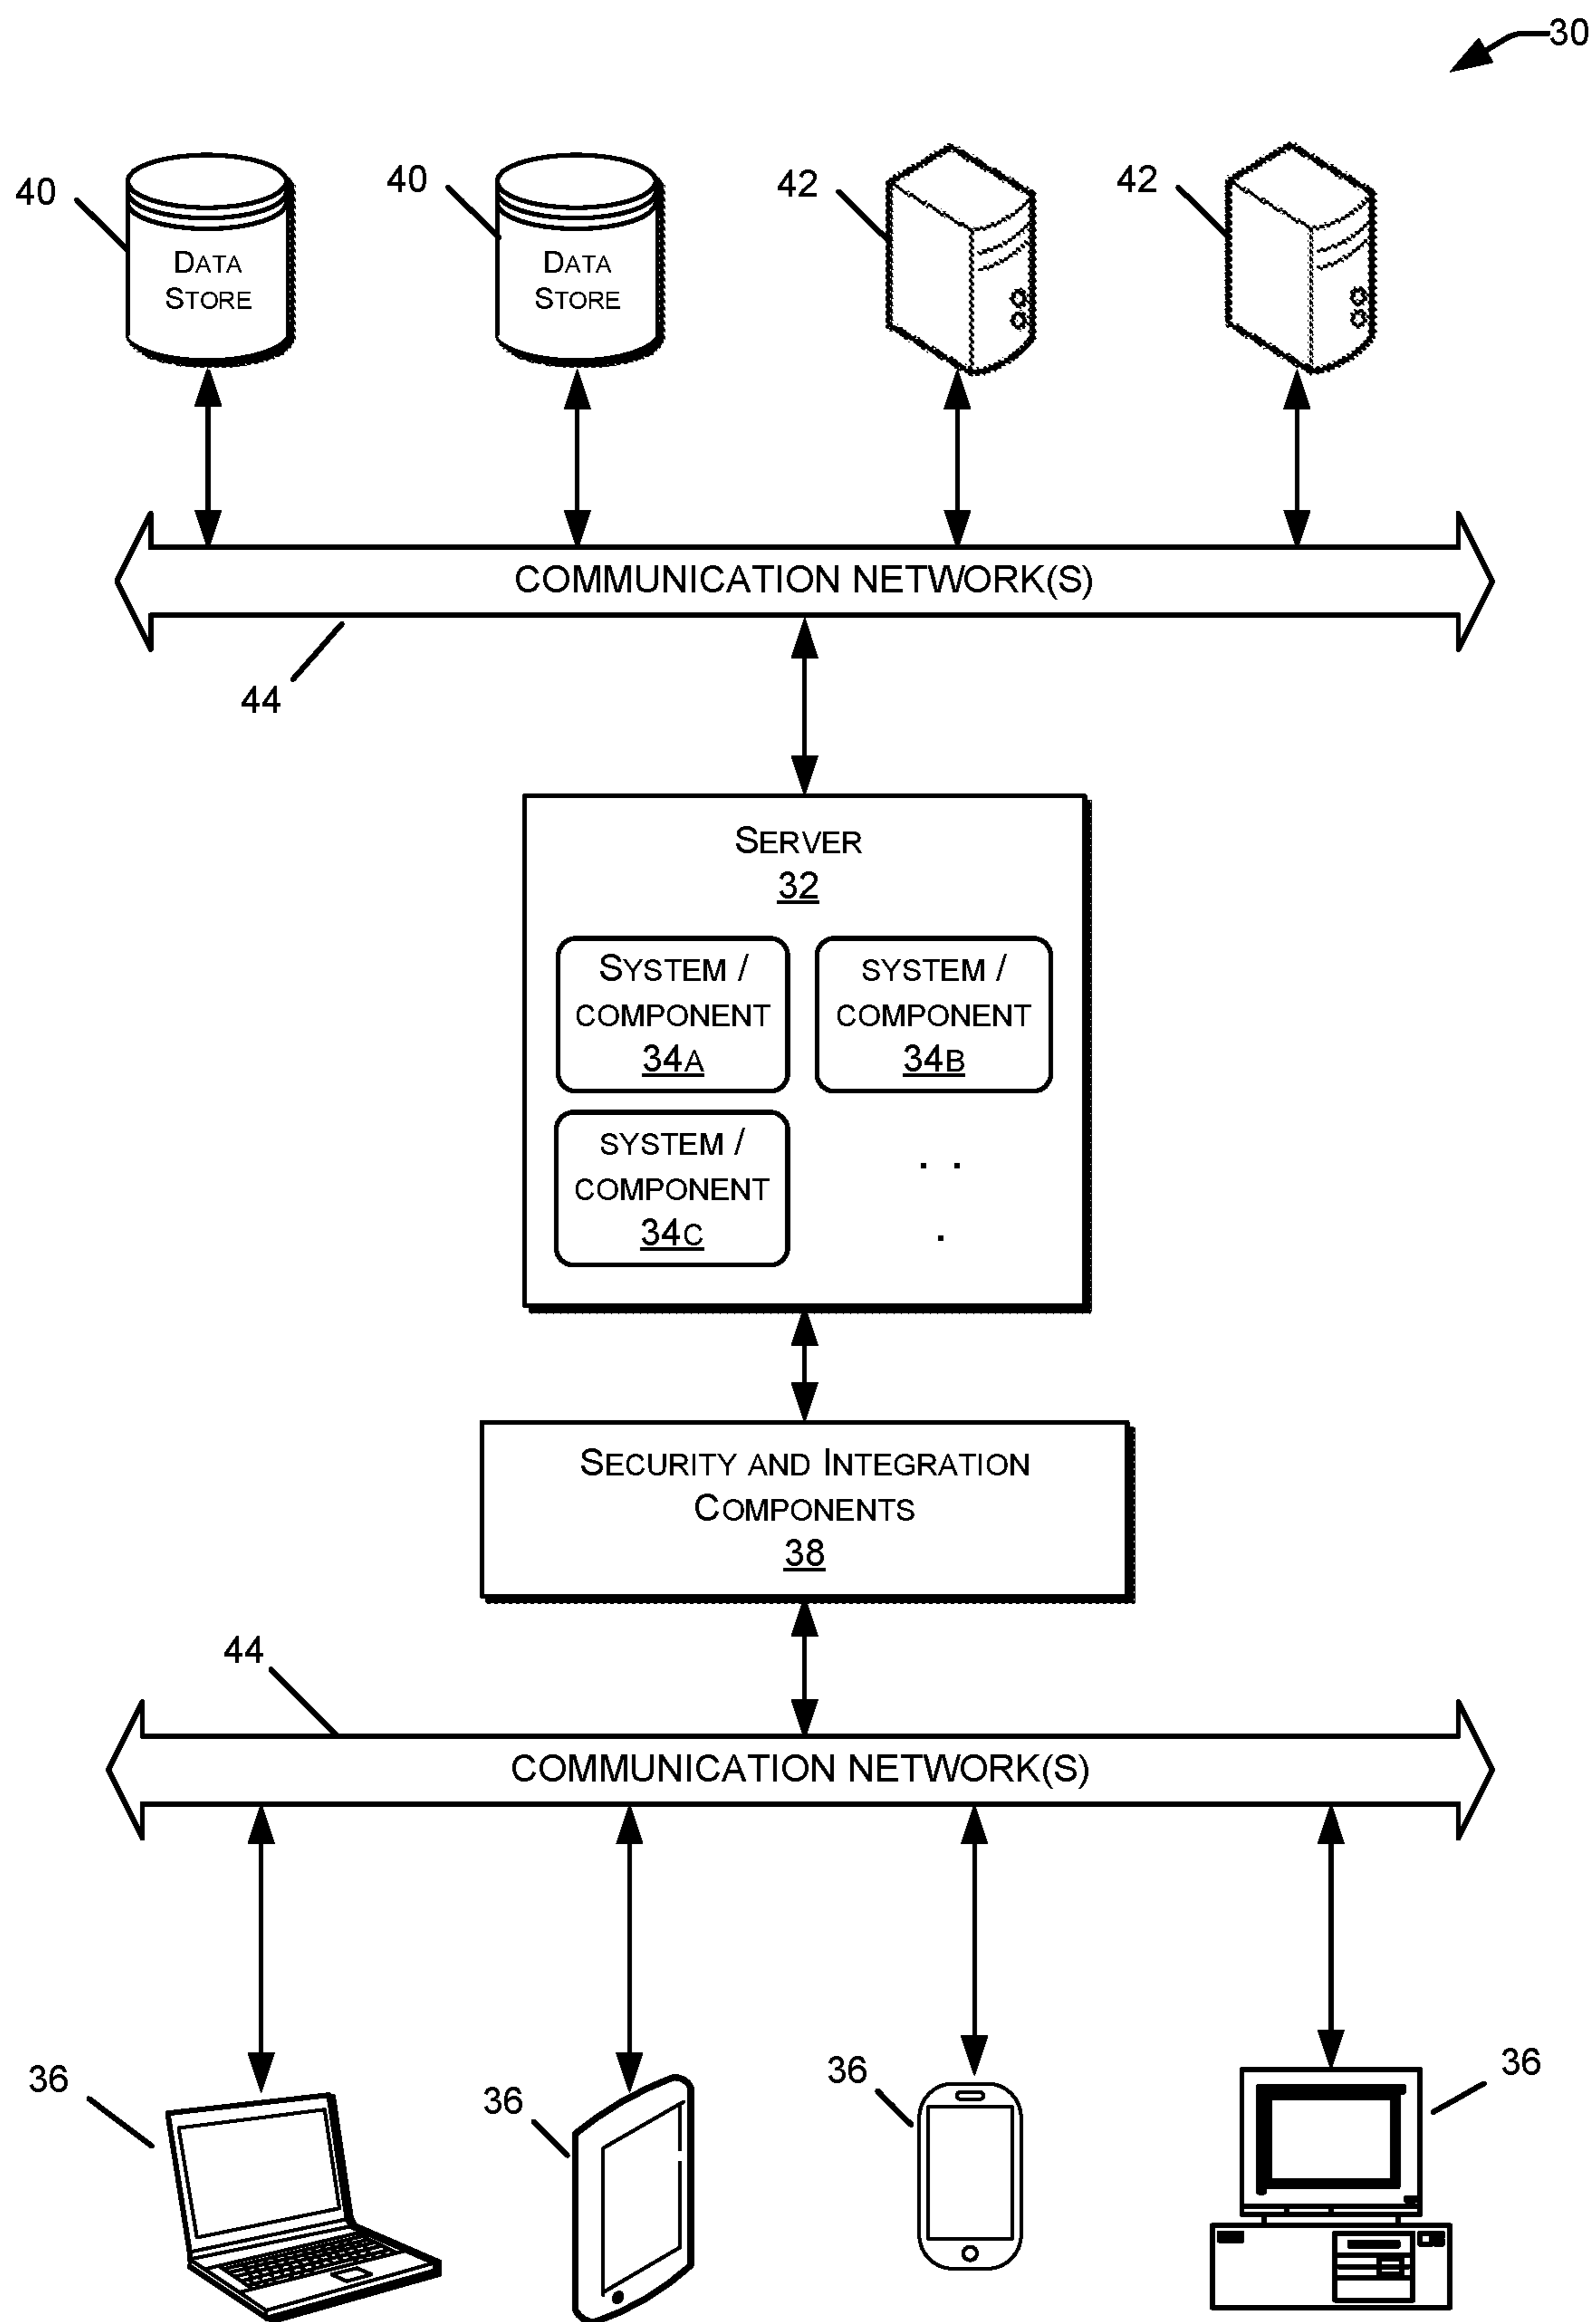 30
40
40
42
42
DATA
STORE
DATA
STORE
COMMUNICATION NETWORK(S)
44
SERVER
32
SYSTEM /
COMPONENT
34A
SYSTEM /
COMPONENT
34B
SYSTEM /
COMPONENT
34C
. .
.
SECURITY AND INTEGRATION
COMPONENTS
38
44
COMMUNICATION NETWORK(S)
36
36
36
36